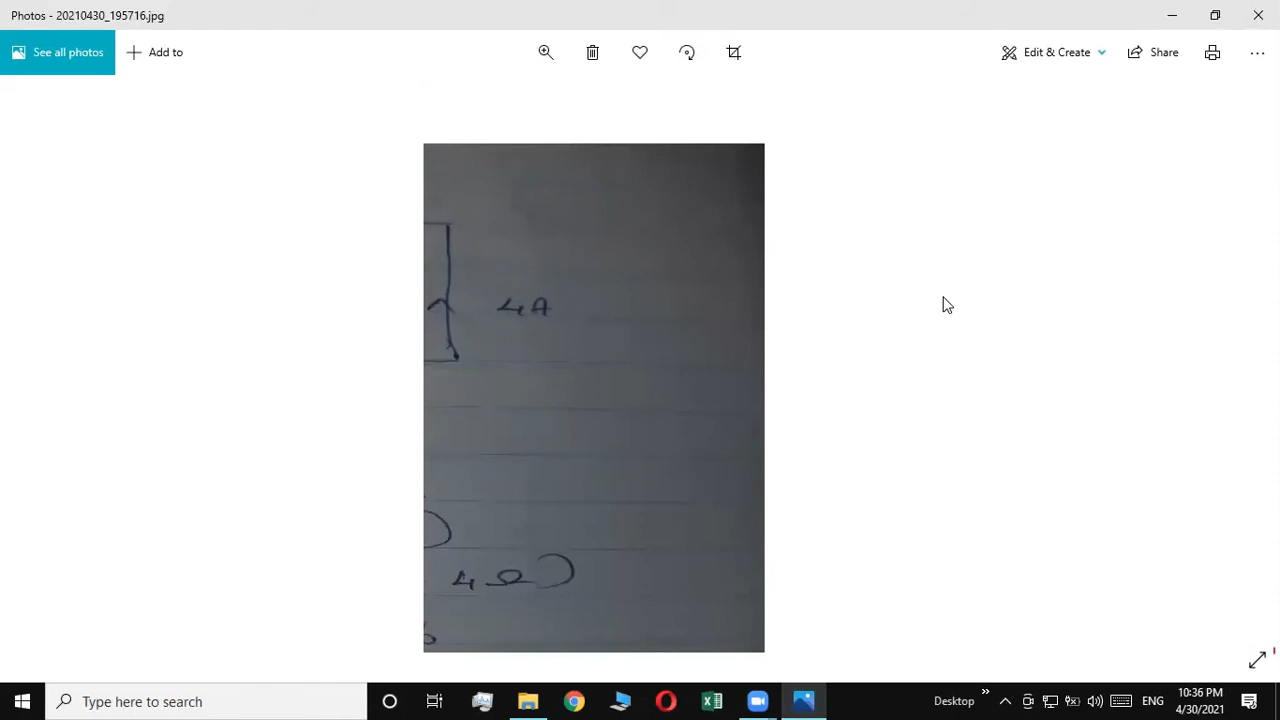 Photos - 20210430_195716.jpg
See all photos
Add to
Edit & Create
Share
4A
4Ω)
Type here to search
Desktop
ENG
10:36 PM
4/30/2021